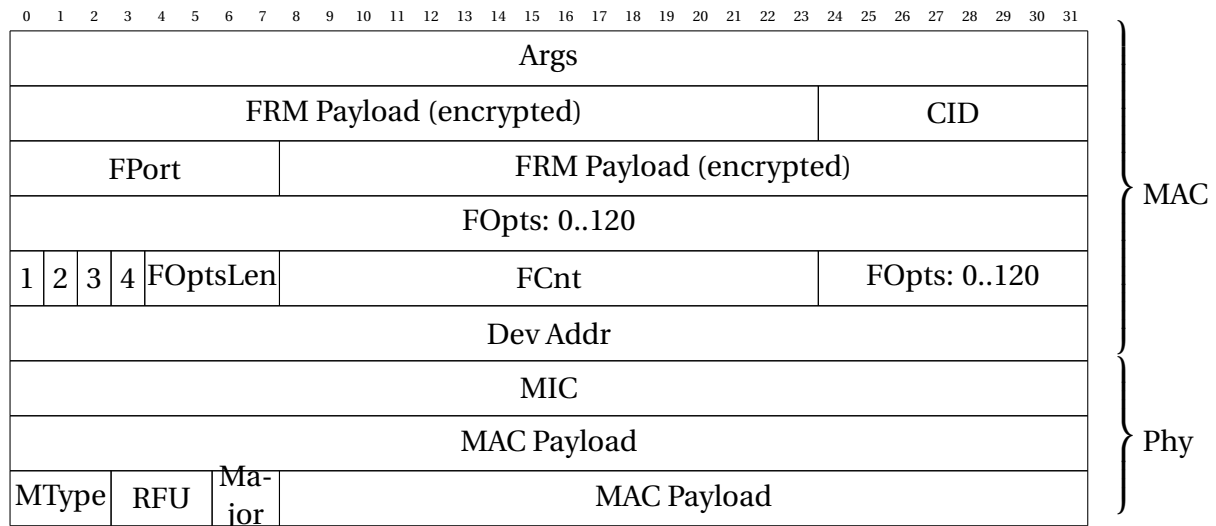 0 1 2 3 4 5 6 7 8 9 10 11 12 13 14 15 16 17 18 19 20 21 22 23 24 25 26 27 28 29 30 31
Args
FRM Payload (encrypted) CID
FPort FRM Payload (encrypted)
MAC
FOpts: 0..120
1 2 3 4 FOptsLen FCnt FOpts: 0..120
Dev Addr
MIC
MAC Payload
Phy
MType RFU Ma-
jor MAC Payload